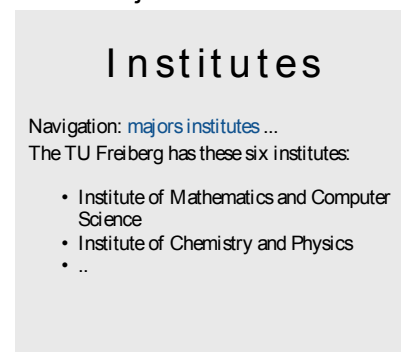 Institutes
Navigation: majors institutes ...
The TU Freiberg has these six institutes:
• Institute of Mathematics and Computer
Science
• Institute of Chemistry and Physics
• ..